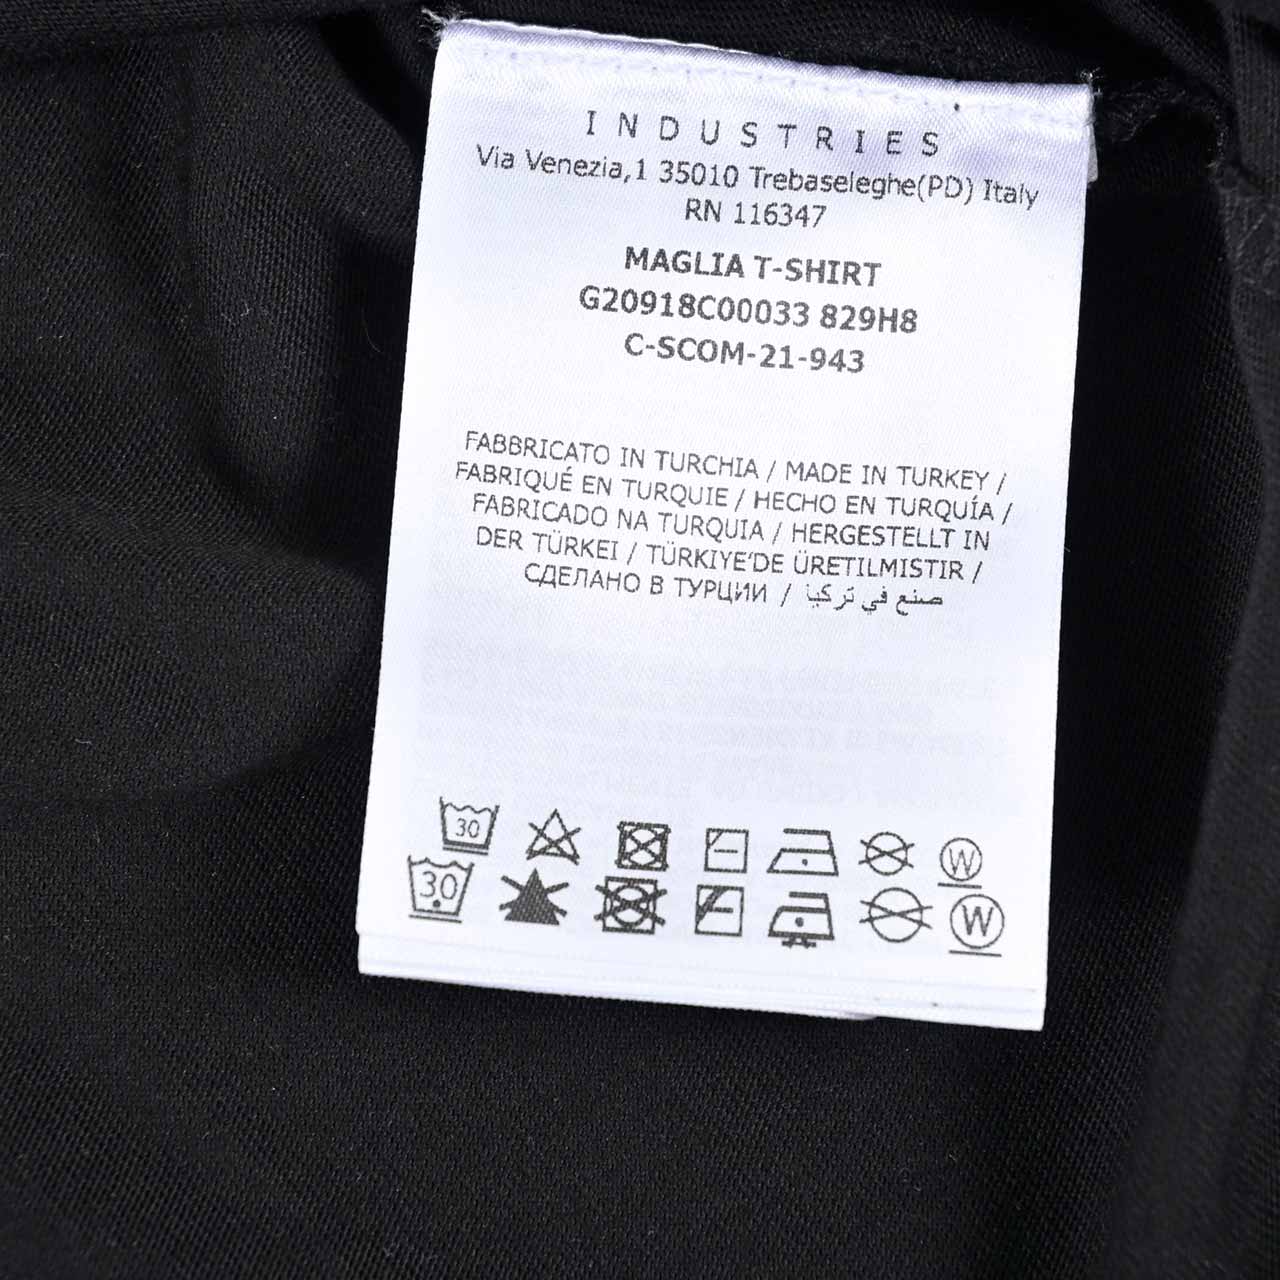 INDUSTRIES
Via Venezia,1 35010 Trebaseleghe(PD) Italy
RN 116347
MAGLIA T-SHIRT
G20918C00033 829H8
C-SCOM-21-943
FABBRICATO IN TURCHIA / MADE IN TURKEY /
FABRIQUÉ EN TURQUIE / HECHO EN TURQUÍA /
FABRICADO NA TURQUIA / HERGESTELLT IN
DER TÜRKEI / TÜRKIYE'DE ÜRETILMISTIR /
СДЕЛАНО В ТУРЦИИ / صنع في تركيا
30 W
30 W